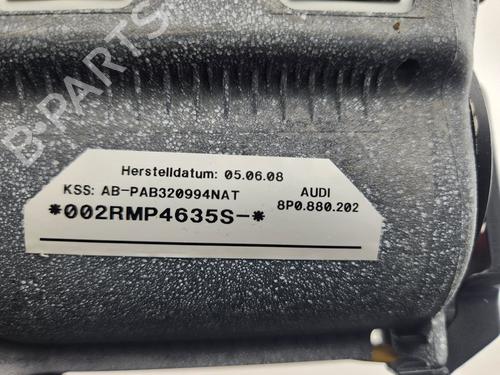 B-PARTS
Herstelldatum: 05.06.08
KSS: AB-PAB320994NAT
AUDI
8P0.880.202
*002RMP4635S-*